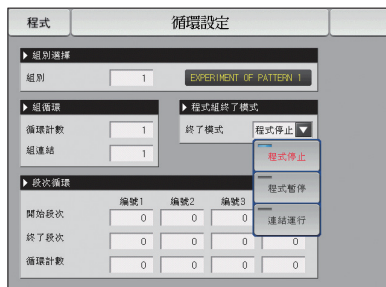 程式 循環設定
▶ 組別選擇
組別 1 EXPERIMENT OF PATTERN 1
▶ 組循環 ▶ 程式組終了模式
循環計數 1 終了模式 程式停止
組連結 1
程式停止
程式暫停
連結運行
▶ 段次循環
編號1 編號2 編號3
開始段次 0 0 0 0
終了段次 0 0 0 0
循環計數 0 0 0 0